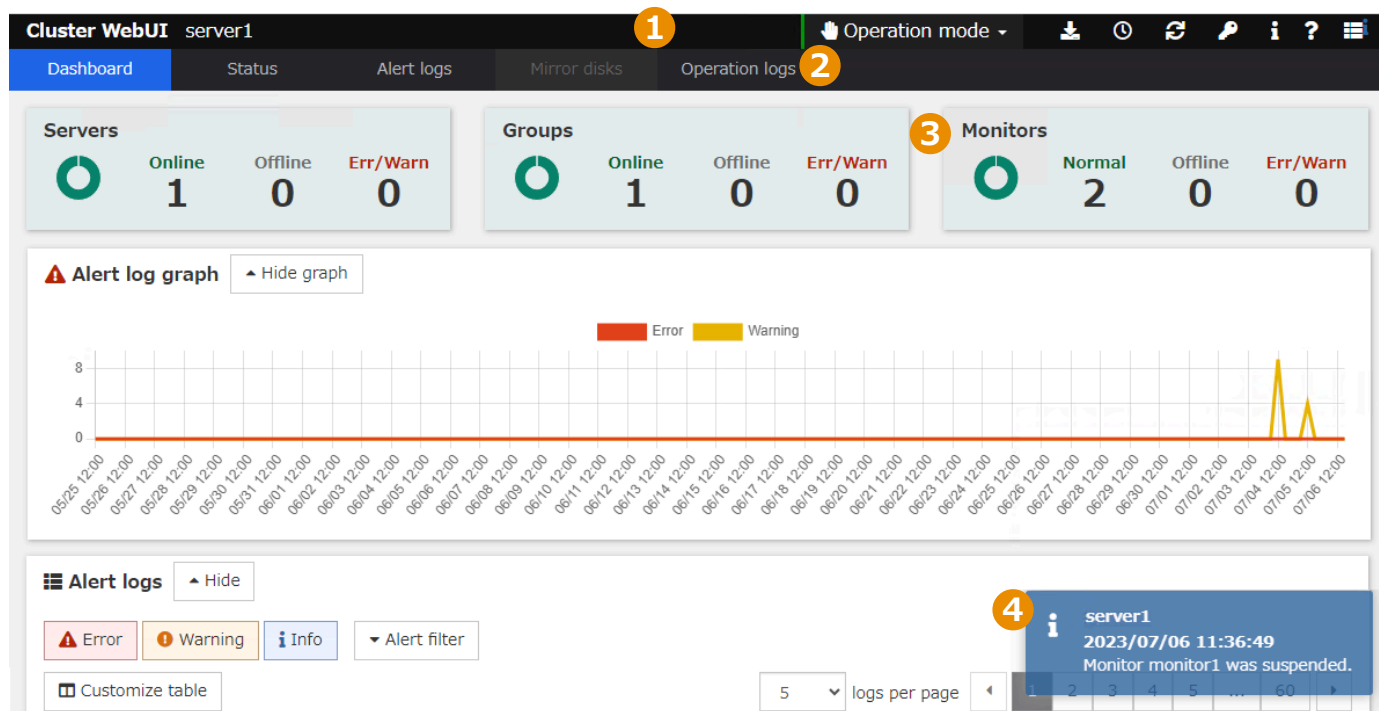 Cluster WebUI server1 1 Operation mode
Dashboard Status Alert logs Mirror disks Operation logs 2
Servers
Online Offline Err/Warn
1 0 0
Groups
Online Offline Err/Warn
1 0 0
3 Monitors
Normal Offline Err/Warn
2 0 0
Alert log graph Hide graph
Error Warning
8
4
0
05/25 12:00 05/26 12:00 05/27 12:00 05/28 12:00 05/29 12:00 05/30 12:00 05/31 12:00 06/01 12:00 06/02 12:00 06/03 12:00 06/04 12:00 06/05 12:00 06/06 12:00 06/07 12:00 06/08 12:00 06/09 12:00 06/10 12:00 06/11 12:00 06/12 12:00 06/13 12:00 06/14 12:00 06/15 12:00 06/16 12:00 06/17 12:00 06/18 12:00 06/19 12:00 06/20 12:00 06/21 12:00 06/22 12:00 06/23 12:00 06/24 12:00 06/25 12:00 06/26 12:00 06/27 12:00 06/28 12:00 06/29 12:00 06/30 12:00 07/01 12:00 07/02 12:00 07/03 12:00 07/04 12:00 07/05 12:00 07/06 12:00
Alert logs Hide
Error Warning Info Alert filter
4 server1
2023/07/06 11:36:49
Monitor monitor1 was suspended.
Customize table 5 logs per page 1 2 3 4 5 ... 60